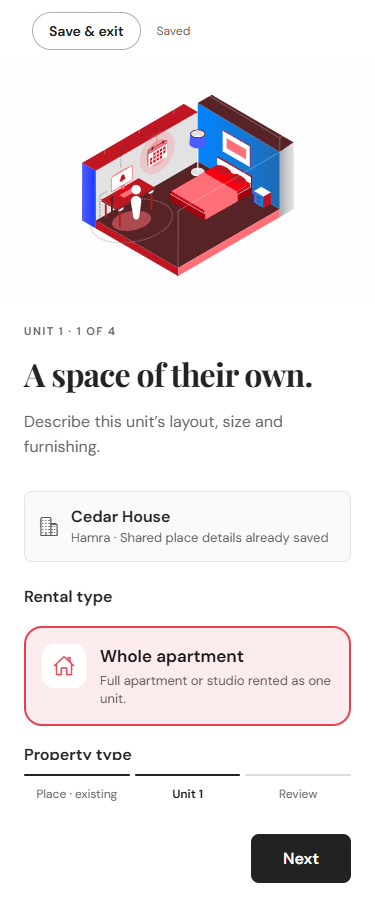 Save & exit
Saved
UNIT 1 · 1 OF 4
A space of their own.
Describe this unit’s layout, size and
furnishing.
Cedar House
Hamra · Shared place details already saved
Rental type
Whole apartment
Full apartment or studio rented as one
unit.
Property type
Place · existing
Unit 1
Review
Next